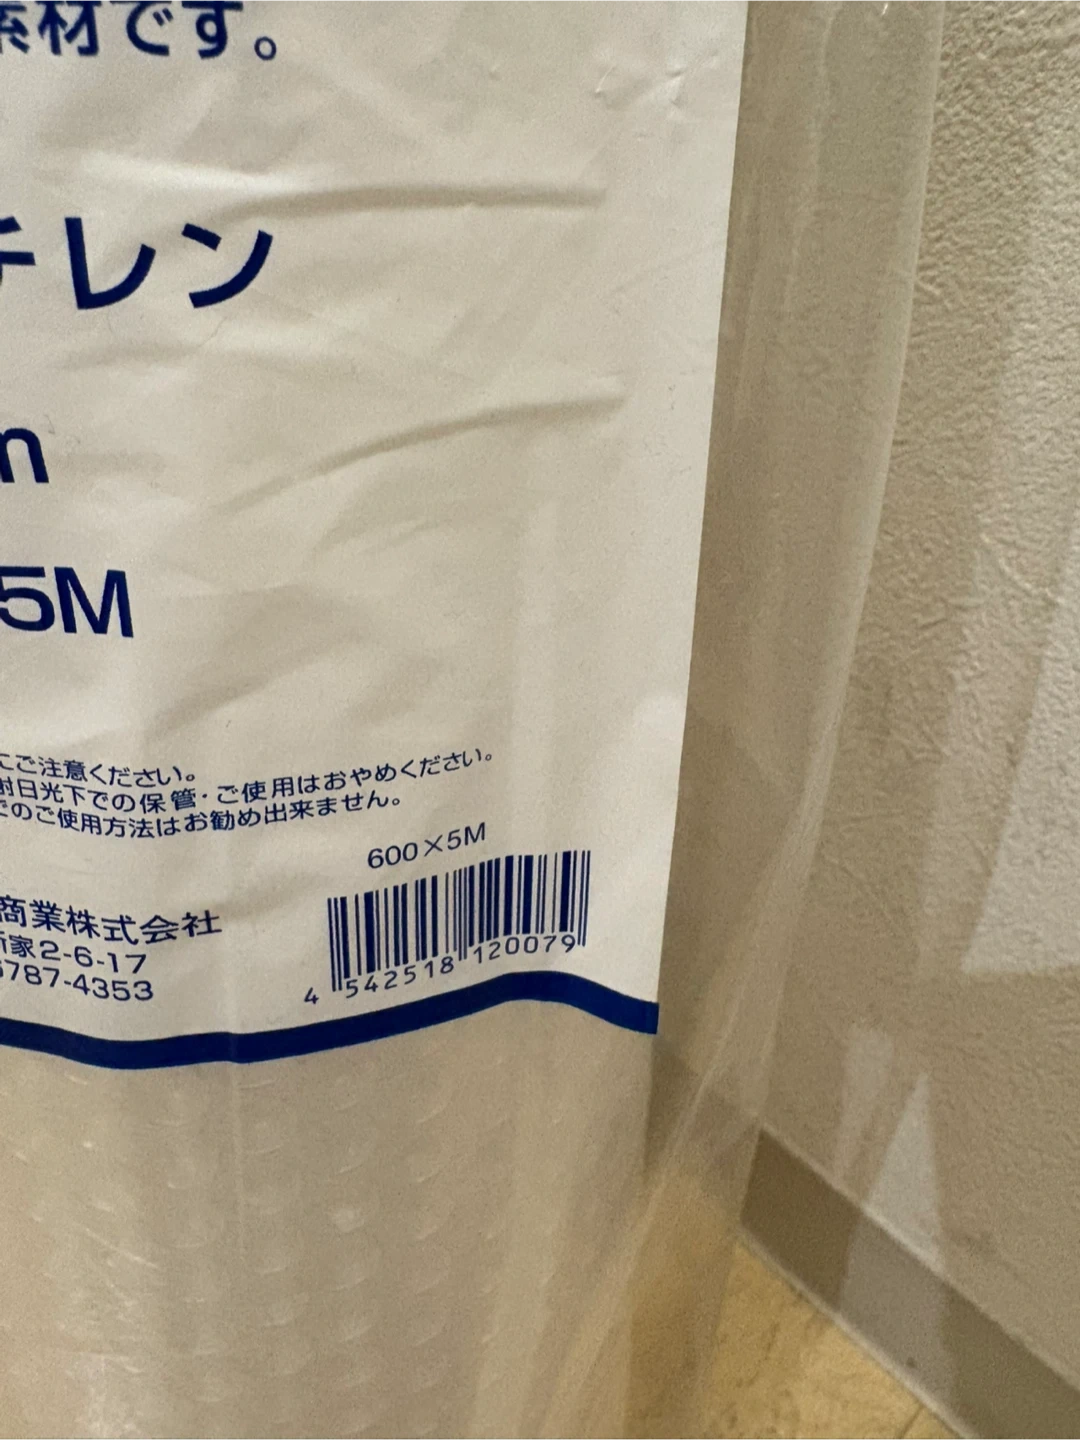 素材です。
チレン
m
5M
にご注意ください。
射日光下での保管・ご使用はおやめください。
でのご使用方法はお勧め出来ません。
600×5M
商業株式会社
新家2-6-17
6787-4353
4 542518 120079